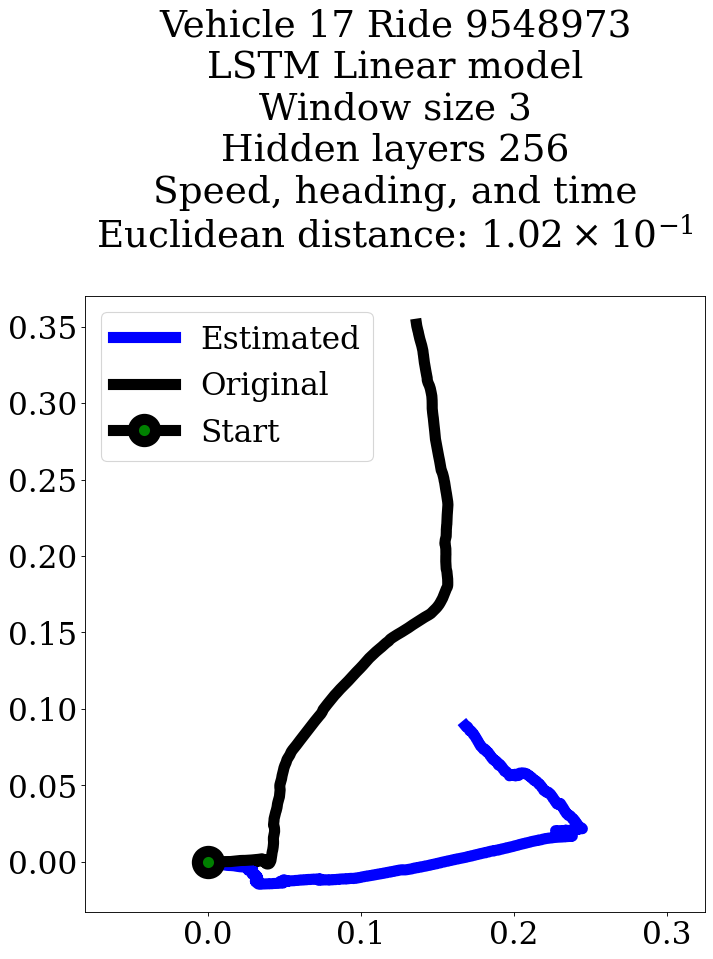 Vehicle 17 Ride 9548973
LSTM Linear model
Window size 3
Hidden layers 256
Speed, heading, and time
Euclidean distance: 1.02 × 10⁻¹
Estimated
Original
Start
0.35
0.30
0.25
0.20
0.15
0.10
0.05
0.00
0.0 0.1 0.2 0.3